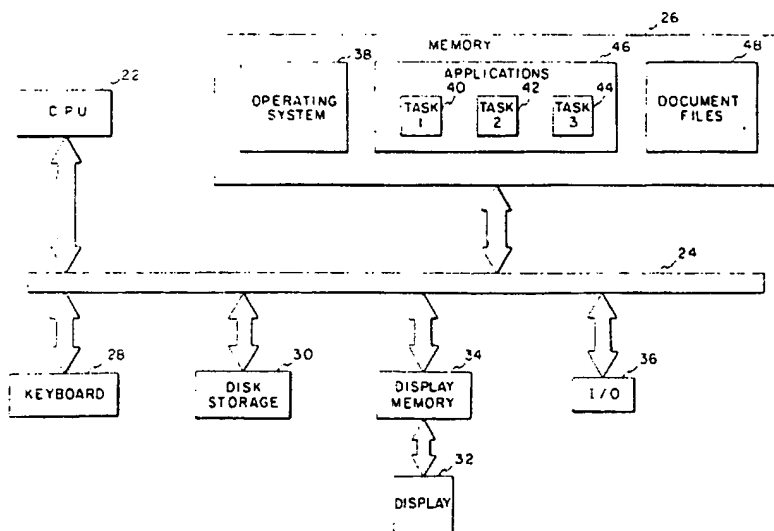 26
MEMORY
38
46
48
22
APPLICATIONS
CPU
OPERATING
SYSTEM
TASK
1
40
TASK
2
42
TASK
3
44
DOCUMENT
FILES
24
28
30
34
36
KEYBOARD
DISK
STORAGE
DISPLAY
MEMORY
I/O
32
DISPLAY